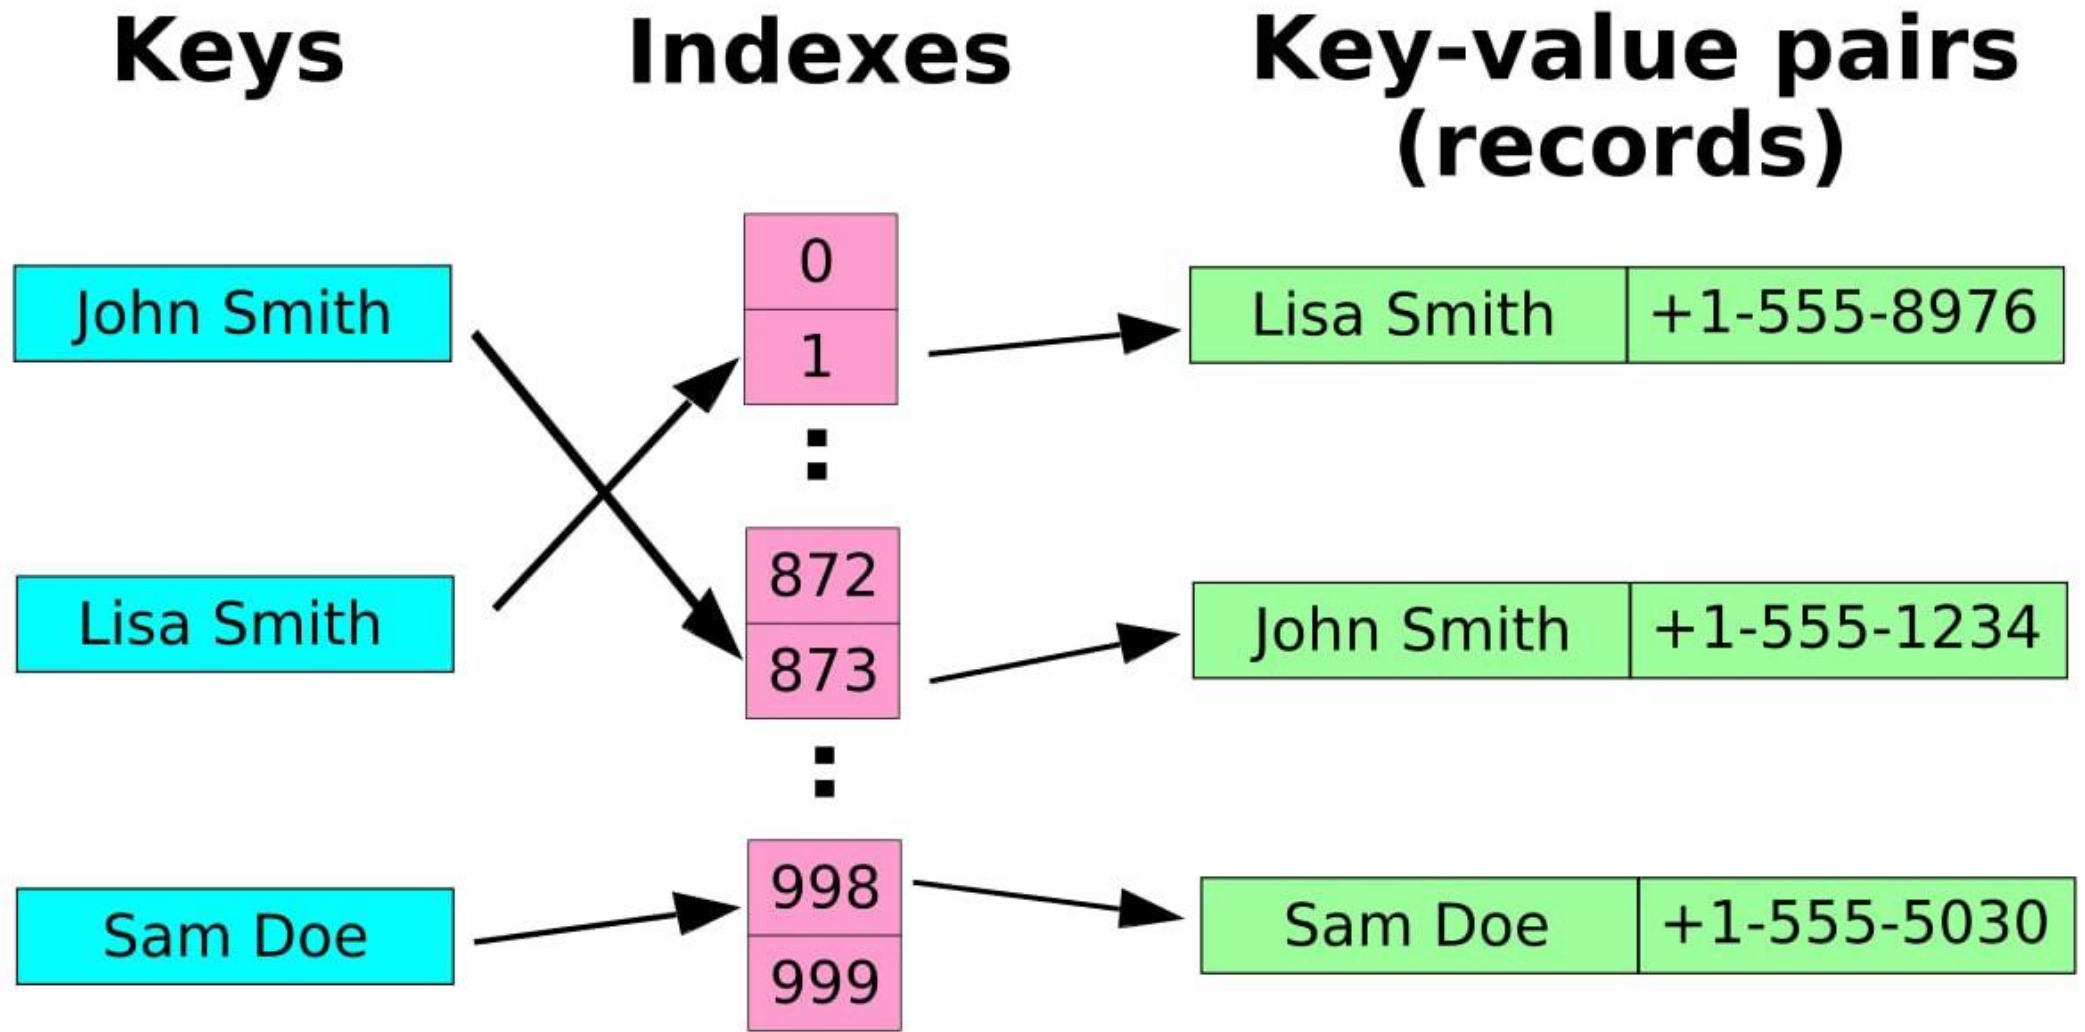 Keys
Indexes
Key-value pairs
(records)
John Smith
Lisa Smith
Sam Doe
0
1
:
872
873
:
998
999
Lisa Smith +1-555-8976
John Smith +1-555-1234
Sam Doe +1-555-5030